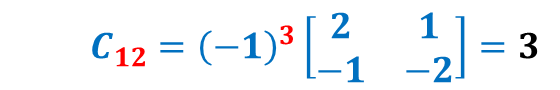 C₁₂ = (−1)³ [2 1
−1 −2] = 3